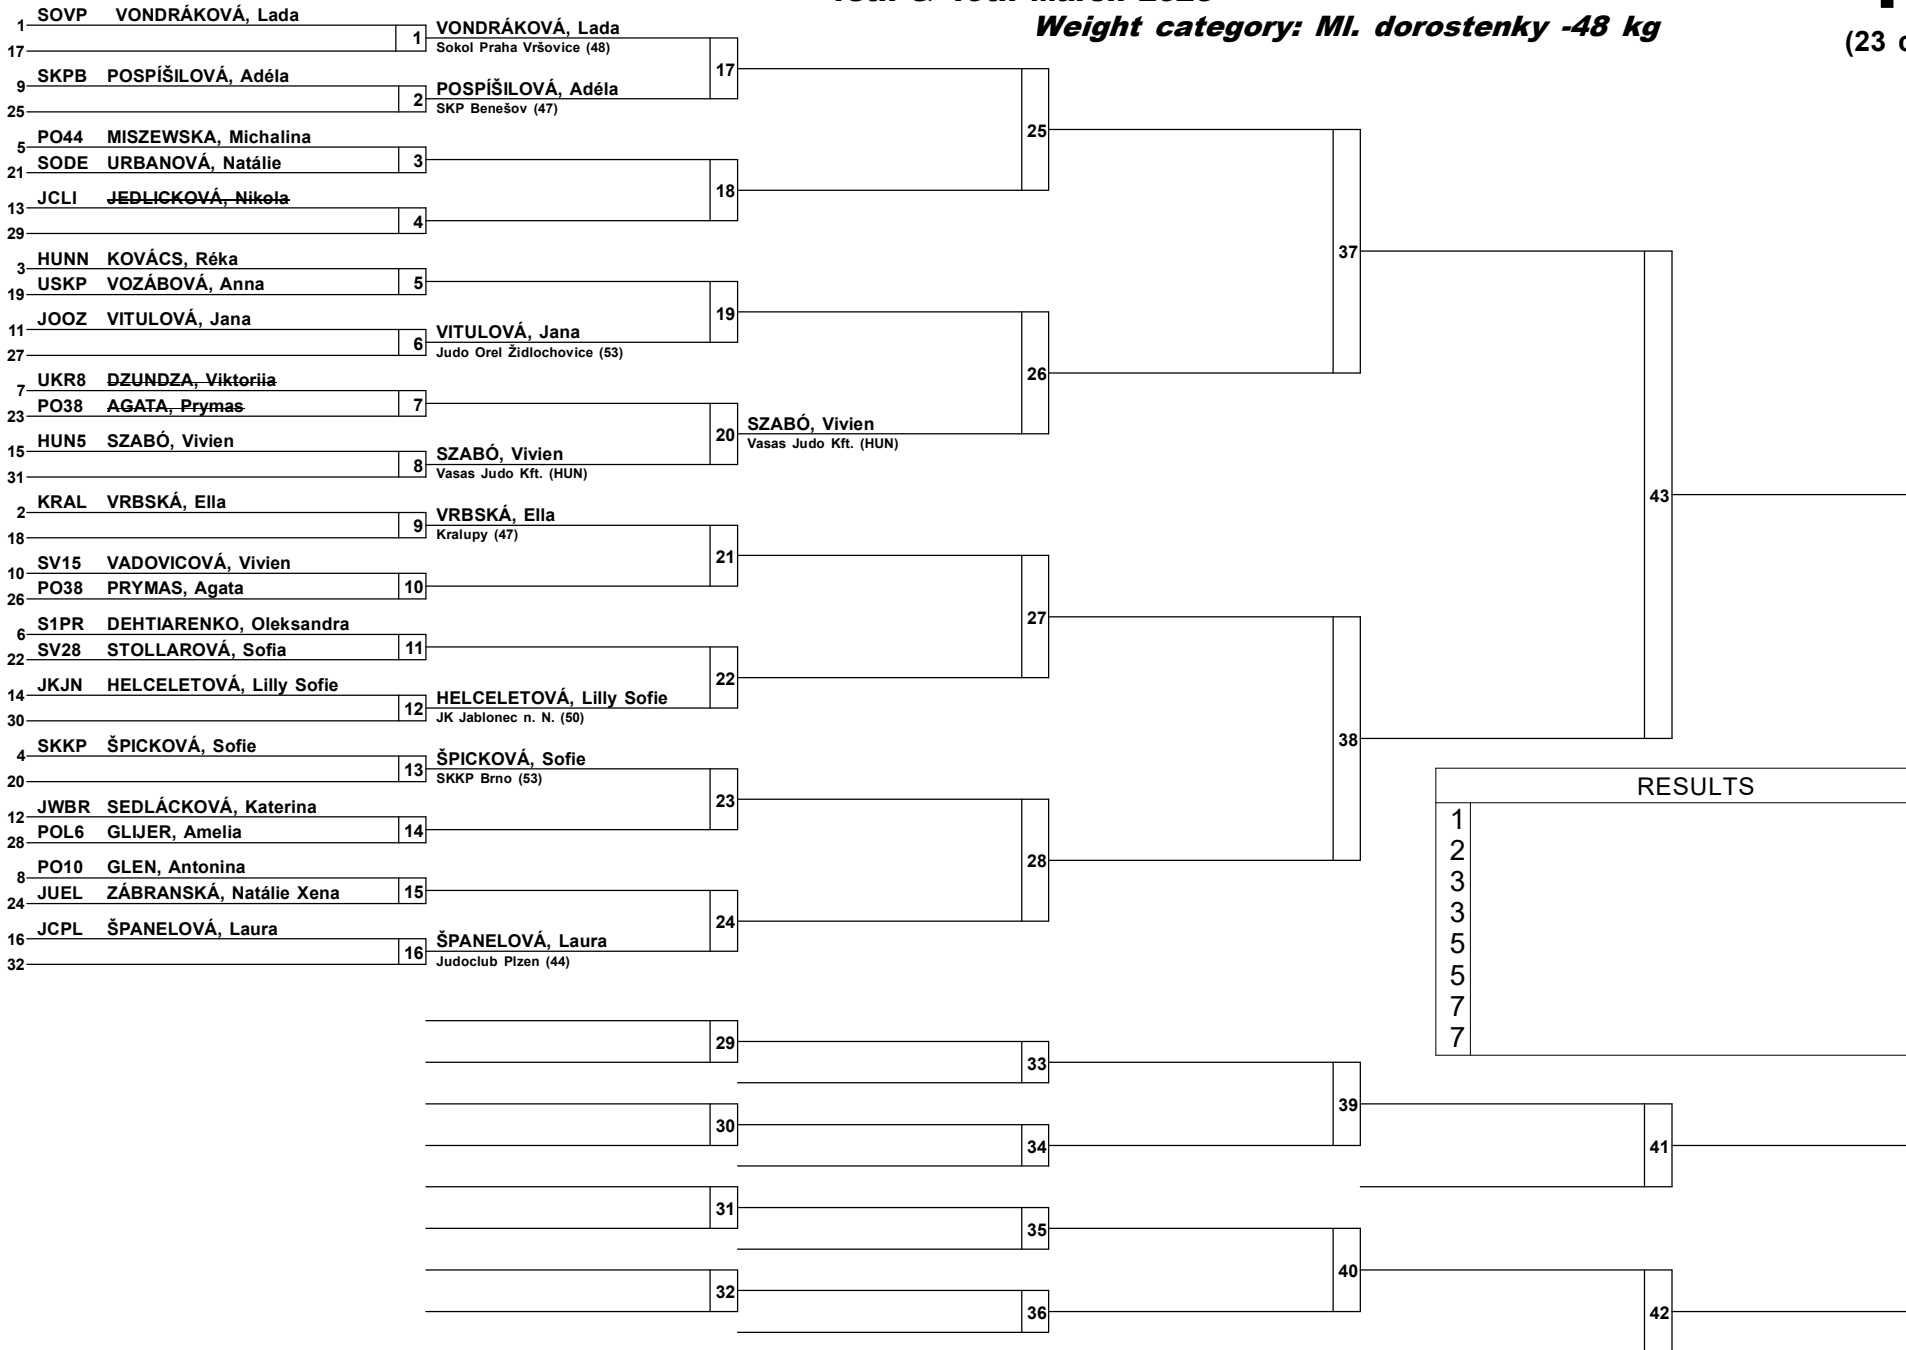 Weight category: Ml. dorostenky -48 kg
(23
1 SOVP VONDRÁKOVÁ, Lada
17
1 VONDRÁKOVÁ, Lada
Sokol Praha Vršovice (48)
9 SKPB POSPÍŠILOVÁ, Adéla
25
2 POSPÍŠILOVÁ, Adéla
SKP Benešov (47)
17
5 PO44 MISZEWSKA, Michalina
21 SODE URBANOVÁ, Natálie
3
13 JCLI JEDLICKOVÁ, Nikola
29
4
18
25
3 HUNN KOVÁCS, Réka
19 USKP VOZÁBOVÁ, Anna
5
11 JOOZ VITULOVÁ, Jana
27
6 VITULOVÁ, Jana
Judo Orel Židlochovice (53)
19
7 UKR8 DZUNDZA, Viktoriia
23 PO38 AGATA, Prymas
7
15 HUN5 SZABÓ, Vivien
31
8 SZABÓ, Vivien
Vasas Judo Kft. (HUN)
20 SZABÓ, Vivien
Vasas Judo Kft. (HUN)
26
37
2 KRAL VRBSKÁ, Ella
18
9 VRBSKÁ, Ella
Kralupy (47)
10 SV15 VADOVICOVÁ, Vivien
26 PO38 PRYMAS, Agata
10
21
6 S1PR DEHTIARENKO, Oleksandra
22 SV28 STOLLAROVÁ, Sofia
11
14 JKJN HELCELETOVÁ, Lilly Sofie
30
12 HELCELETOVÁ, Lilly Sofie
JK Jablonec n. N. (50)
22
27
4 SKKP ŠPICKOVÁ, Sofie
20
13 ŠPICKOVÁ, Sofie
SKKP Brno (53)
12 JWBR SEDLÁCKOVÁ, Katerina
28 POL6 GLIJER, Amelia
14
23
8 PO10 GLEN, Antonina
24 JUEL ZÁBRANSKÁ, Natálie Xena
15
16 JCPL ŠPANELOVÁ, Laura
32
16 ŠPANELOVÁ, Laura
Judoclub Plzen (44)
24
28
38
43
RESULTS
1
2
3
3
5
5
7
7
29
33
30
34
39
41
31
35
32
36
40
42